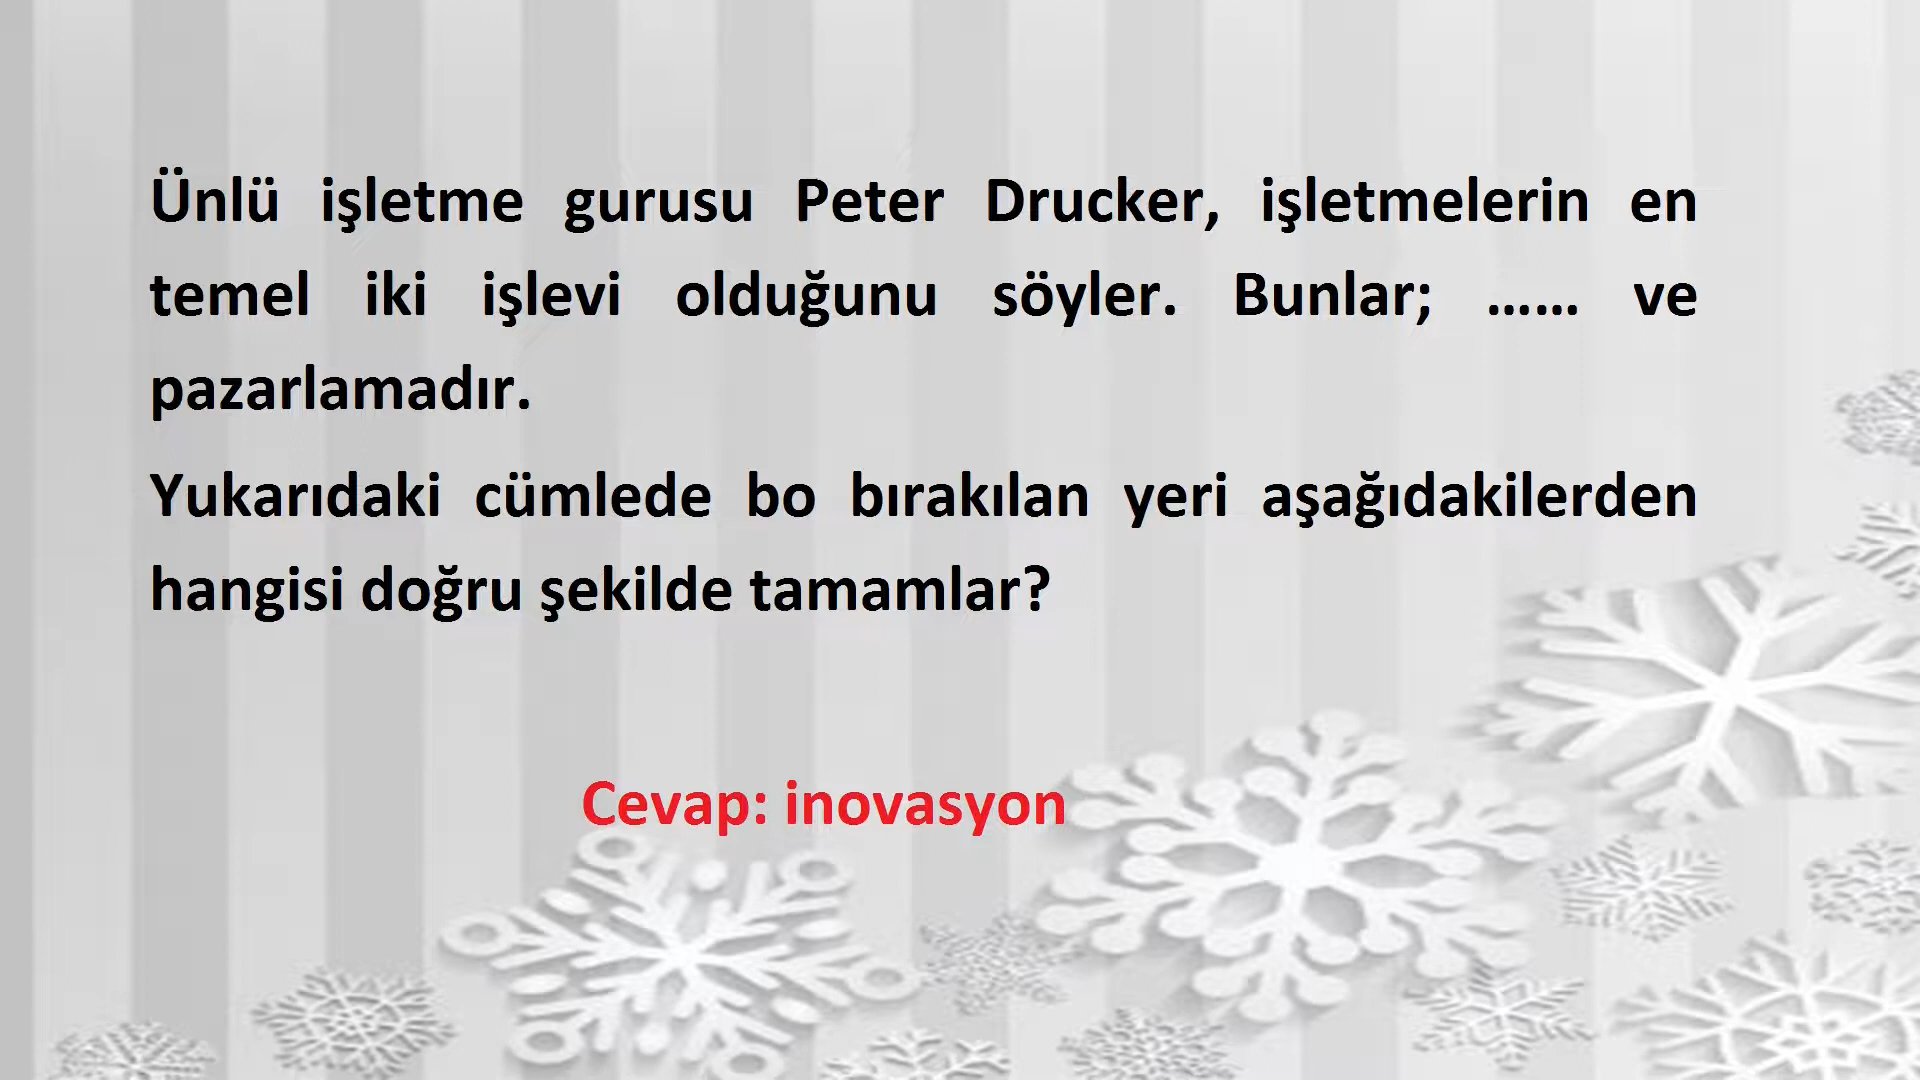 Ünlü işletme gurusu Peter Drucker, işletmelerin en
temel iki işlevi olduğunu söyler. Bunlar; …… ve
pazarlamadır.
Yukarıdaki cümlede bo bırakılan yeri aşağıdakilerden
hangisi doğru şekilde tamamlar?
Cevap: inovasyon